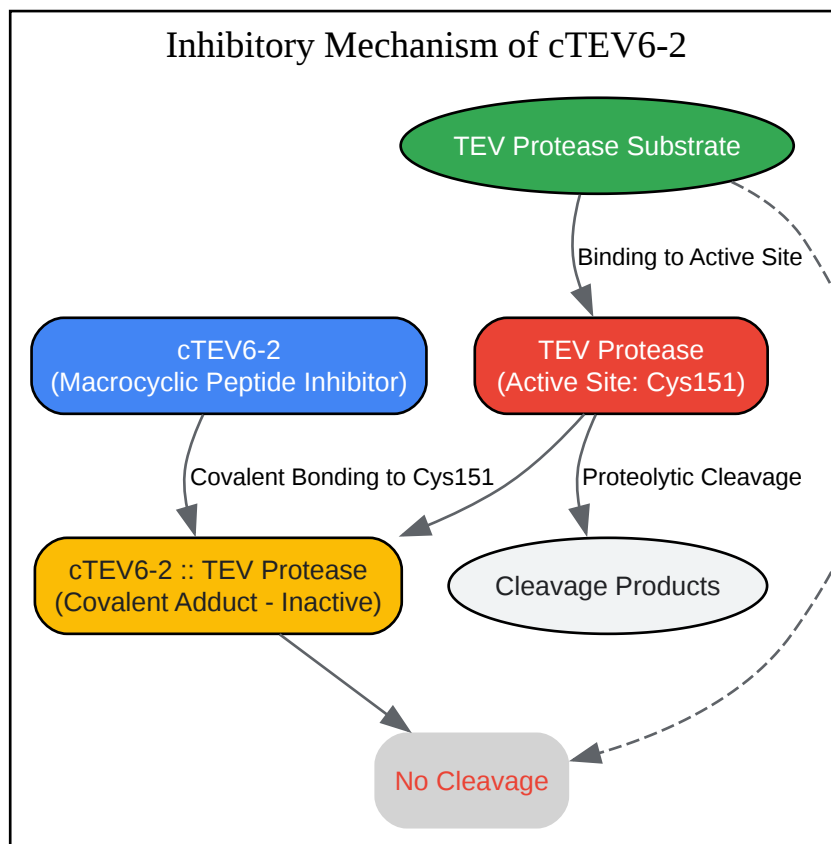 Inhibitory Mechanism of cTEV6-2
TEV Protease Substrate
Binding to Active Site
cTEV6-2
(Macrocyclic Peptide Inhibitor)
TEV Protease
(Active Site: Cys151)
Covalent Bonding to Cys151
Proteolytic Cleavage
cTEV6-2 :: TEV Protease
(Covalent Adduct - Inactive)
Cleavage Products
No Cleavage